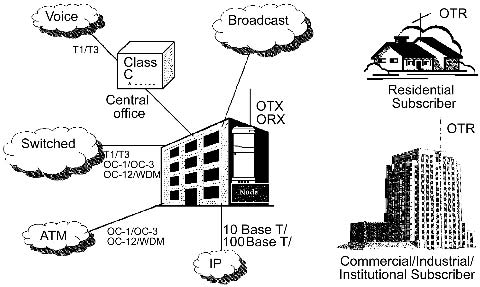 Voice
T1/T3
Class
C
Central
office
Broadcast
OTX
ORX
Switched
T1/T3
OC-1/OC-3
OC-12/WDM
Node
ATM
OC-1/OC-3
OC-12/WDM
10 Base T/
100 Base T/
IP
OTR
Residential
Subscriber
OTR
Commercial/Industrial/
Institutional Subscriber